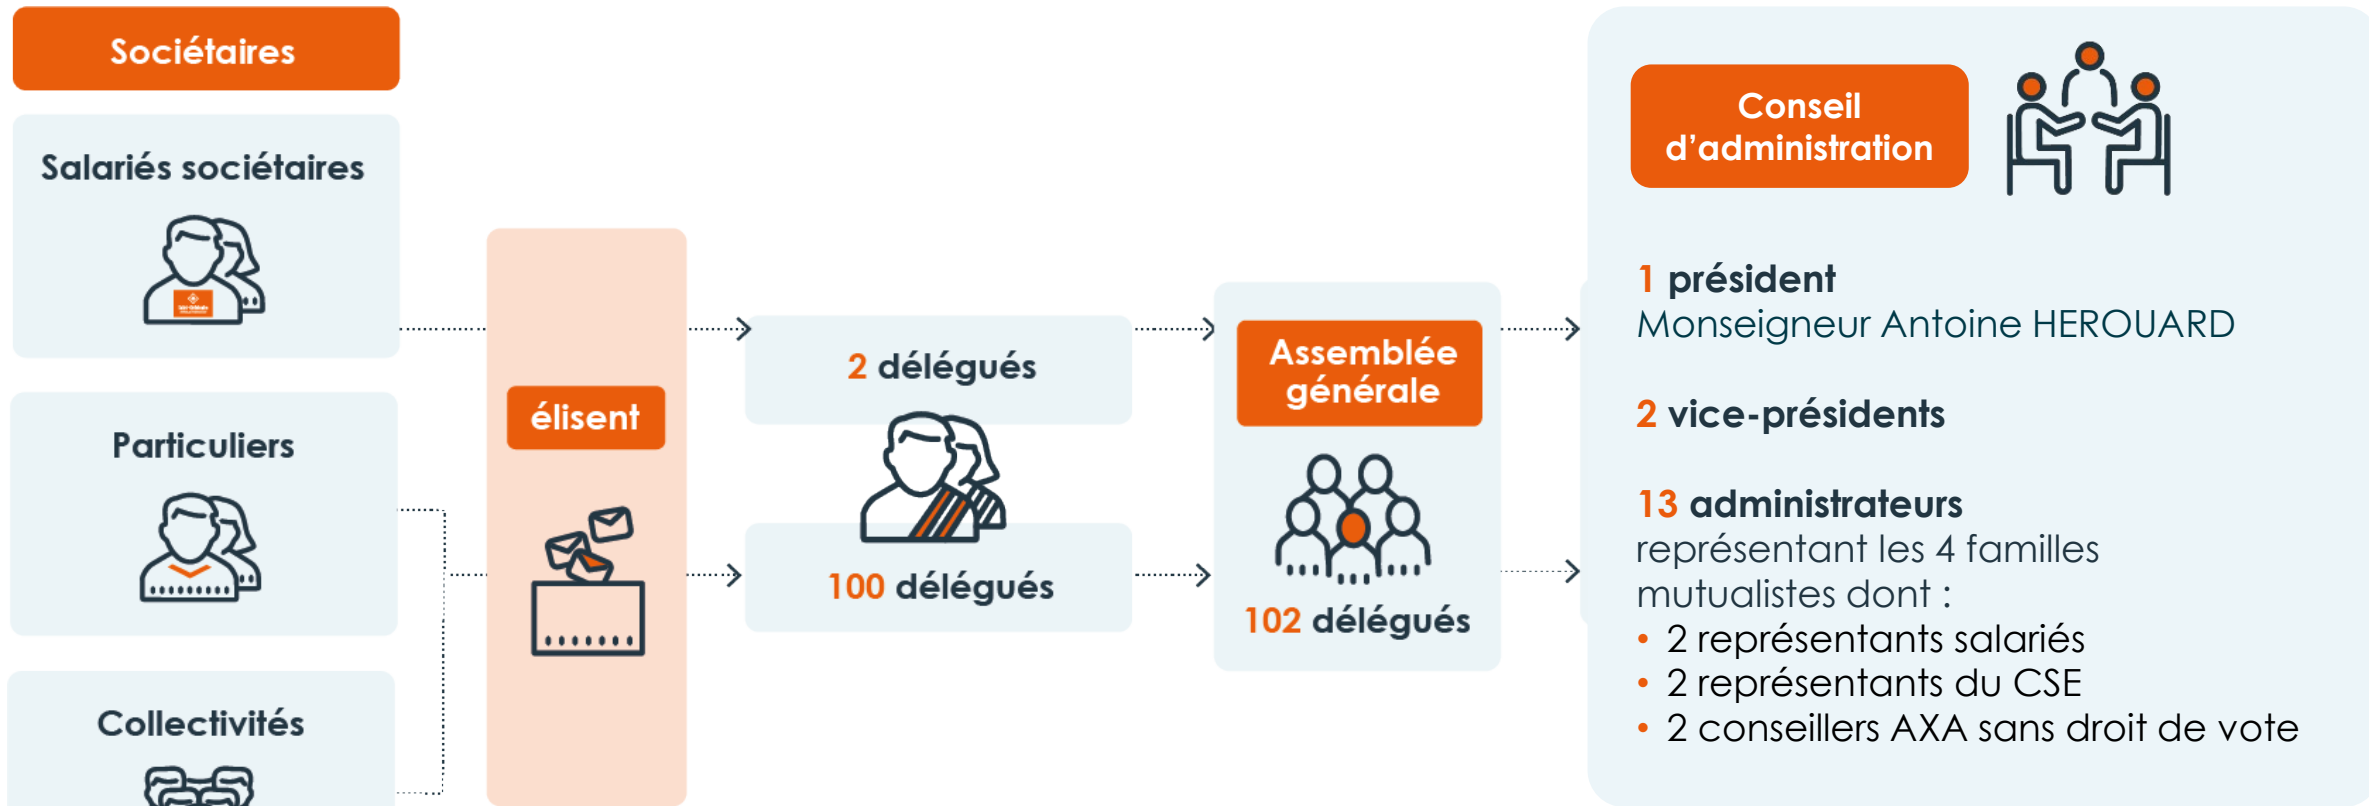 Sociétaires
Salariés sociétaires
Particuliers
Collectivités
élisent
2 délégués
100 délégués
Assemblée
générale
102 délégués
Conseil
d’administration
1 président
Monseigneur Antoine HEROUARD
2 vice-présidents
13 administrateurs
représentant les 4 familles
mutualistes dont :
• 2 représentants salariés
• 2 représentants du CSE
• 2 conseillers AXA sans droit de vote